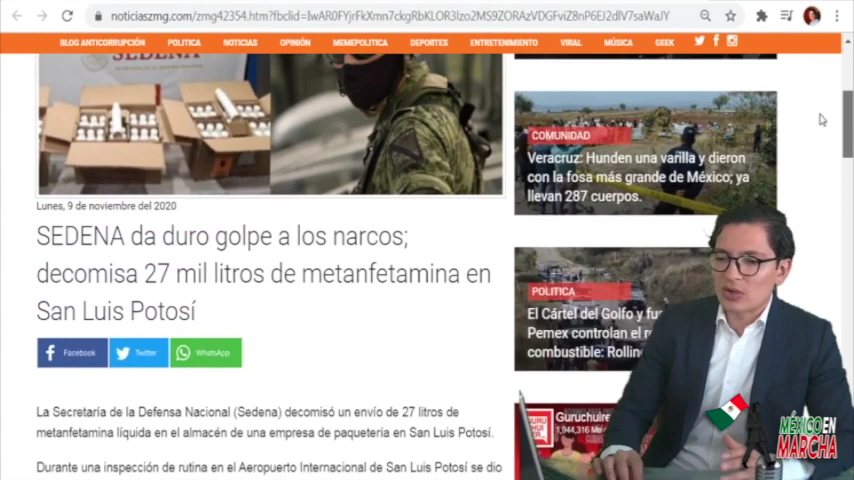 noticiaszmg.com/zmg42354.htm?fbclid=IwAR0FYjrFkXmn7ckgRbKLOR3lzo2MS9ZORAzVDGFviZ8nP6EJ2dlV7saWaJY
BLOG ANTICORRUPCIÓN POLITICA NOTICIAS OPINIÓN MEMEPOLITICA DEPORTES ENTRETENIMIENTO VIRAL MÚSICA GEEK
SEDENA
Lunes, 9 de noviembre del 2020
SEDENA da duro golpe a los narcos;
decomisa 27 mil litros de metanfetamina en
San Luis Potosí
Facebook Twitter WhatsApp
La Secretaría de la Defensa Nacional (Sedena) decomisó un envío de 27 litros de
metanfetamina líquida en el almacén de una empresa de paquetería en San Luis Potosí.
Durante una inspección de rutina en el Aeropuerto Internacional de San Luis Potosí se dio
COMUNIDAD
Veracruz: Hunden una varilla y dieron
con la fosa más grande de México; ya
llevan 287 cuerpos.
POLITICA
El Cártel del Golfo y
Pemex controlan el
combustible:
Guruchuire
1,944,316
MÉXICO EN
MARCHA